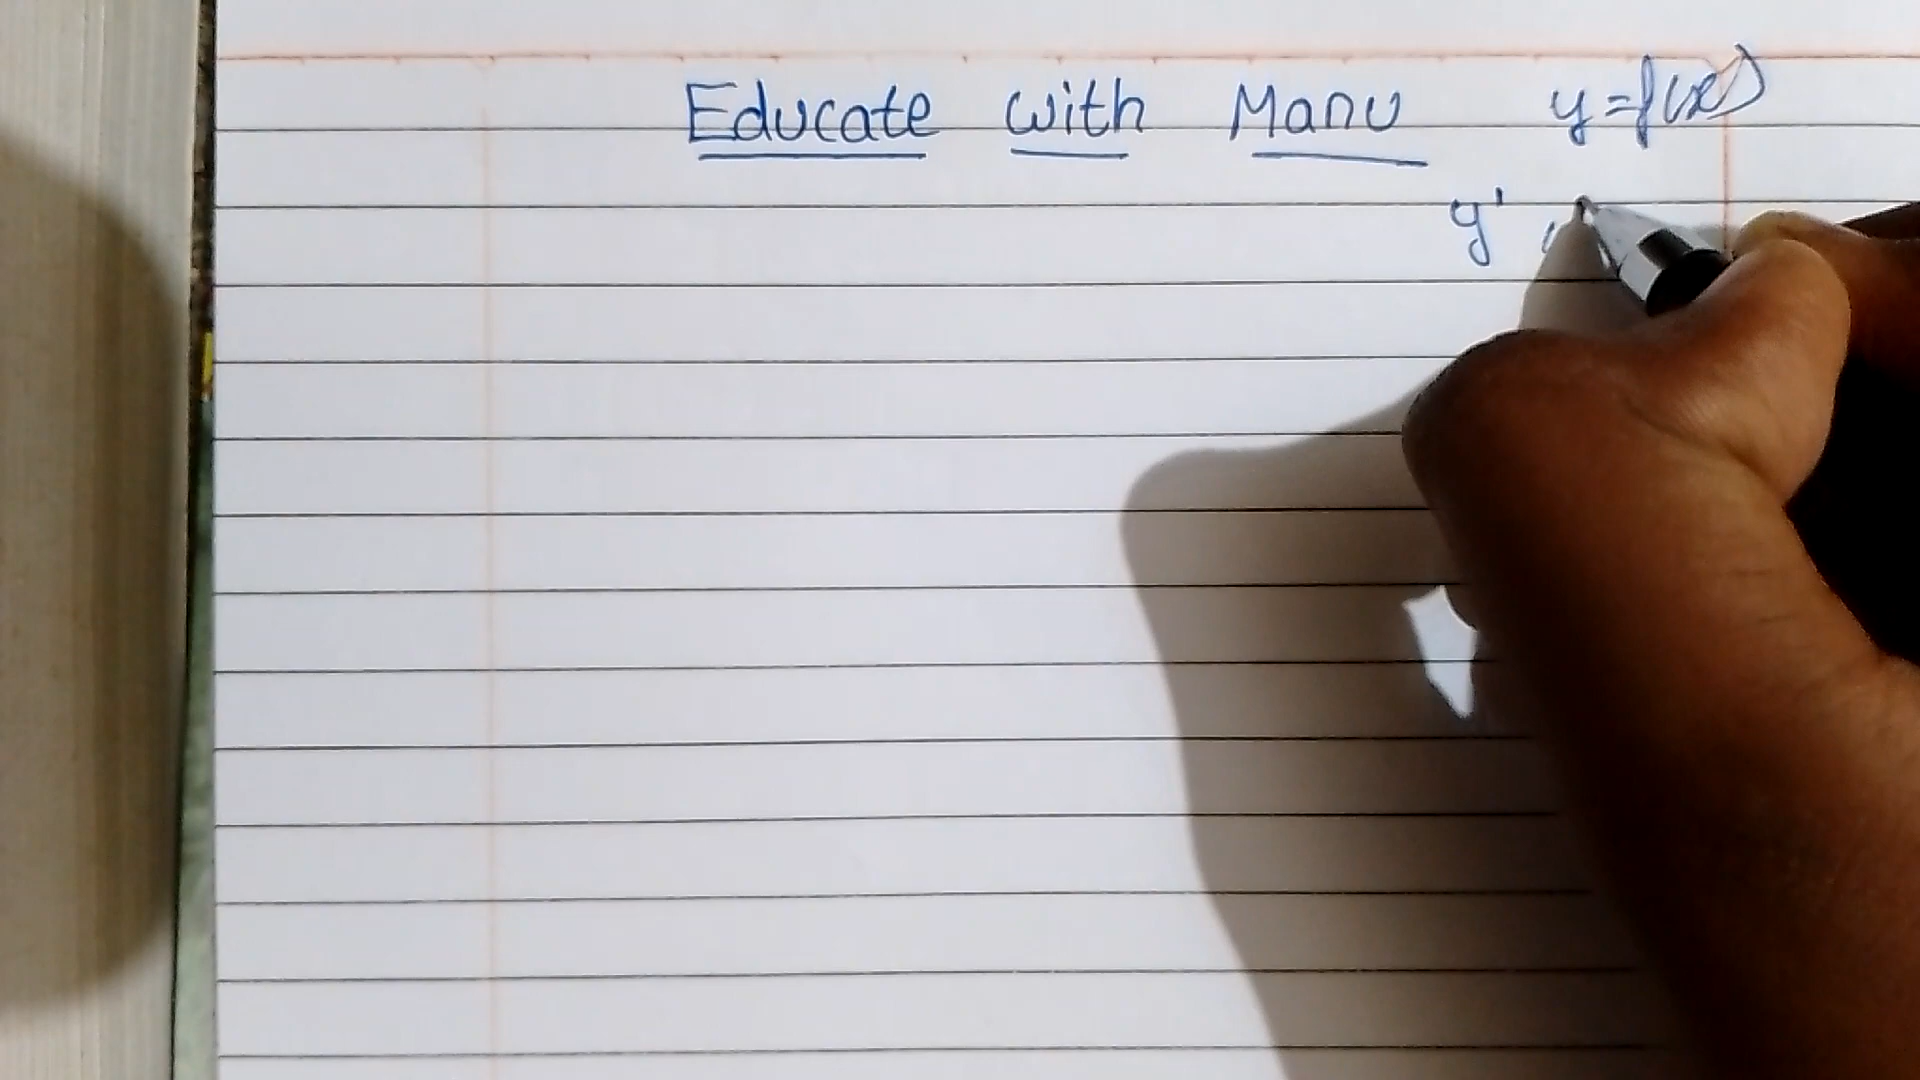 Educate with Manu y=f(x)
y'